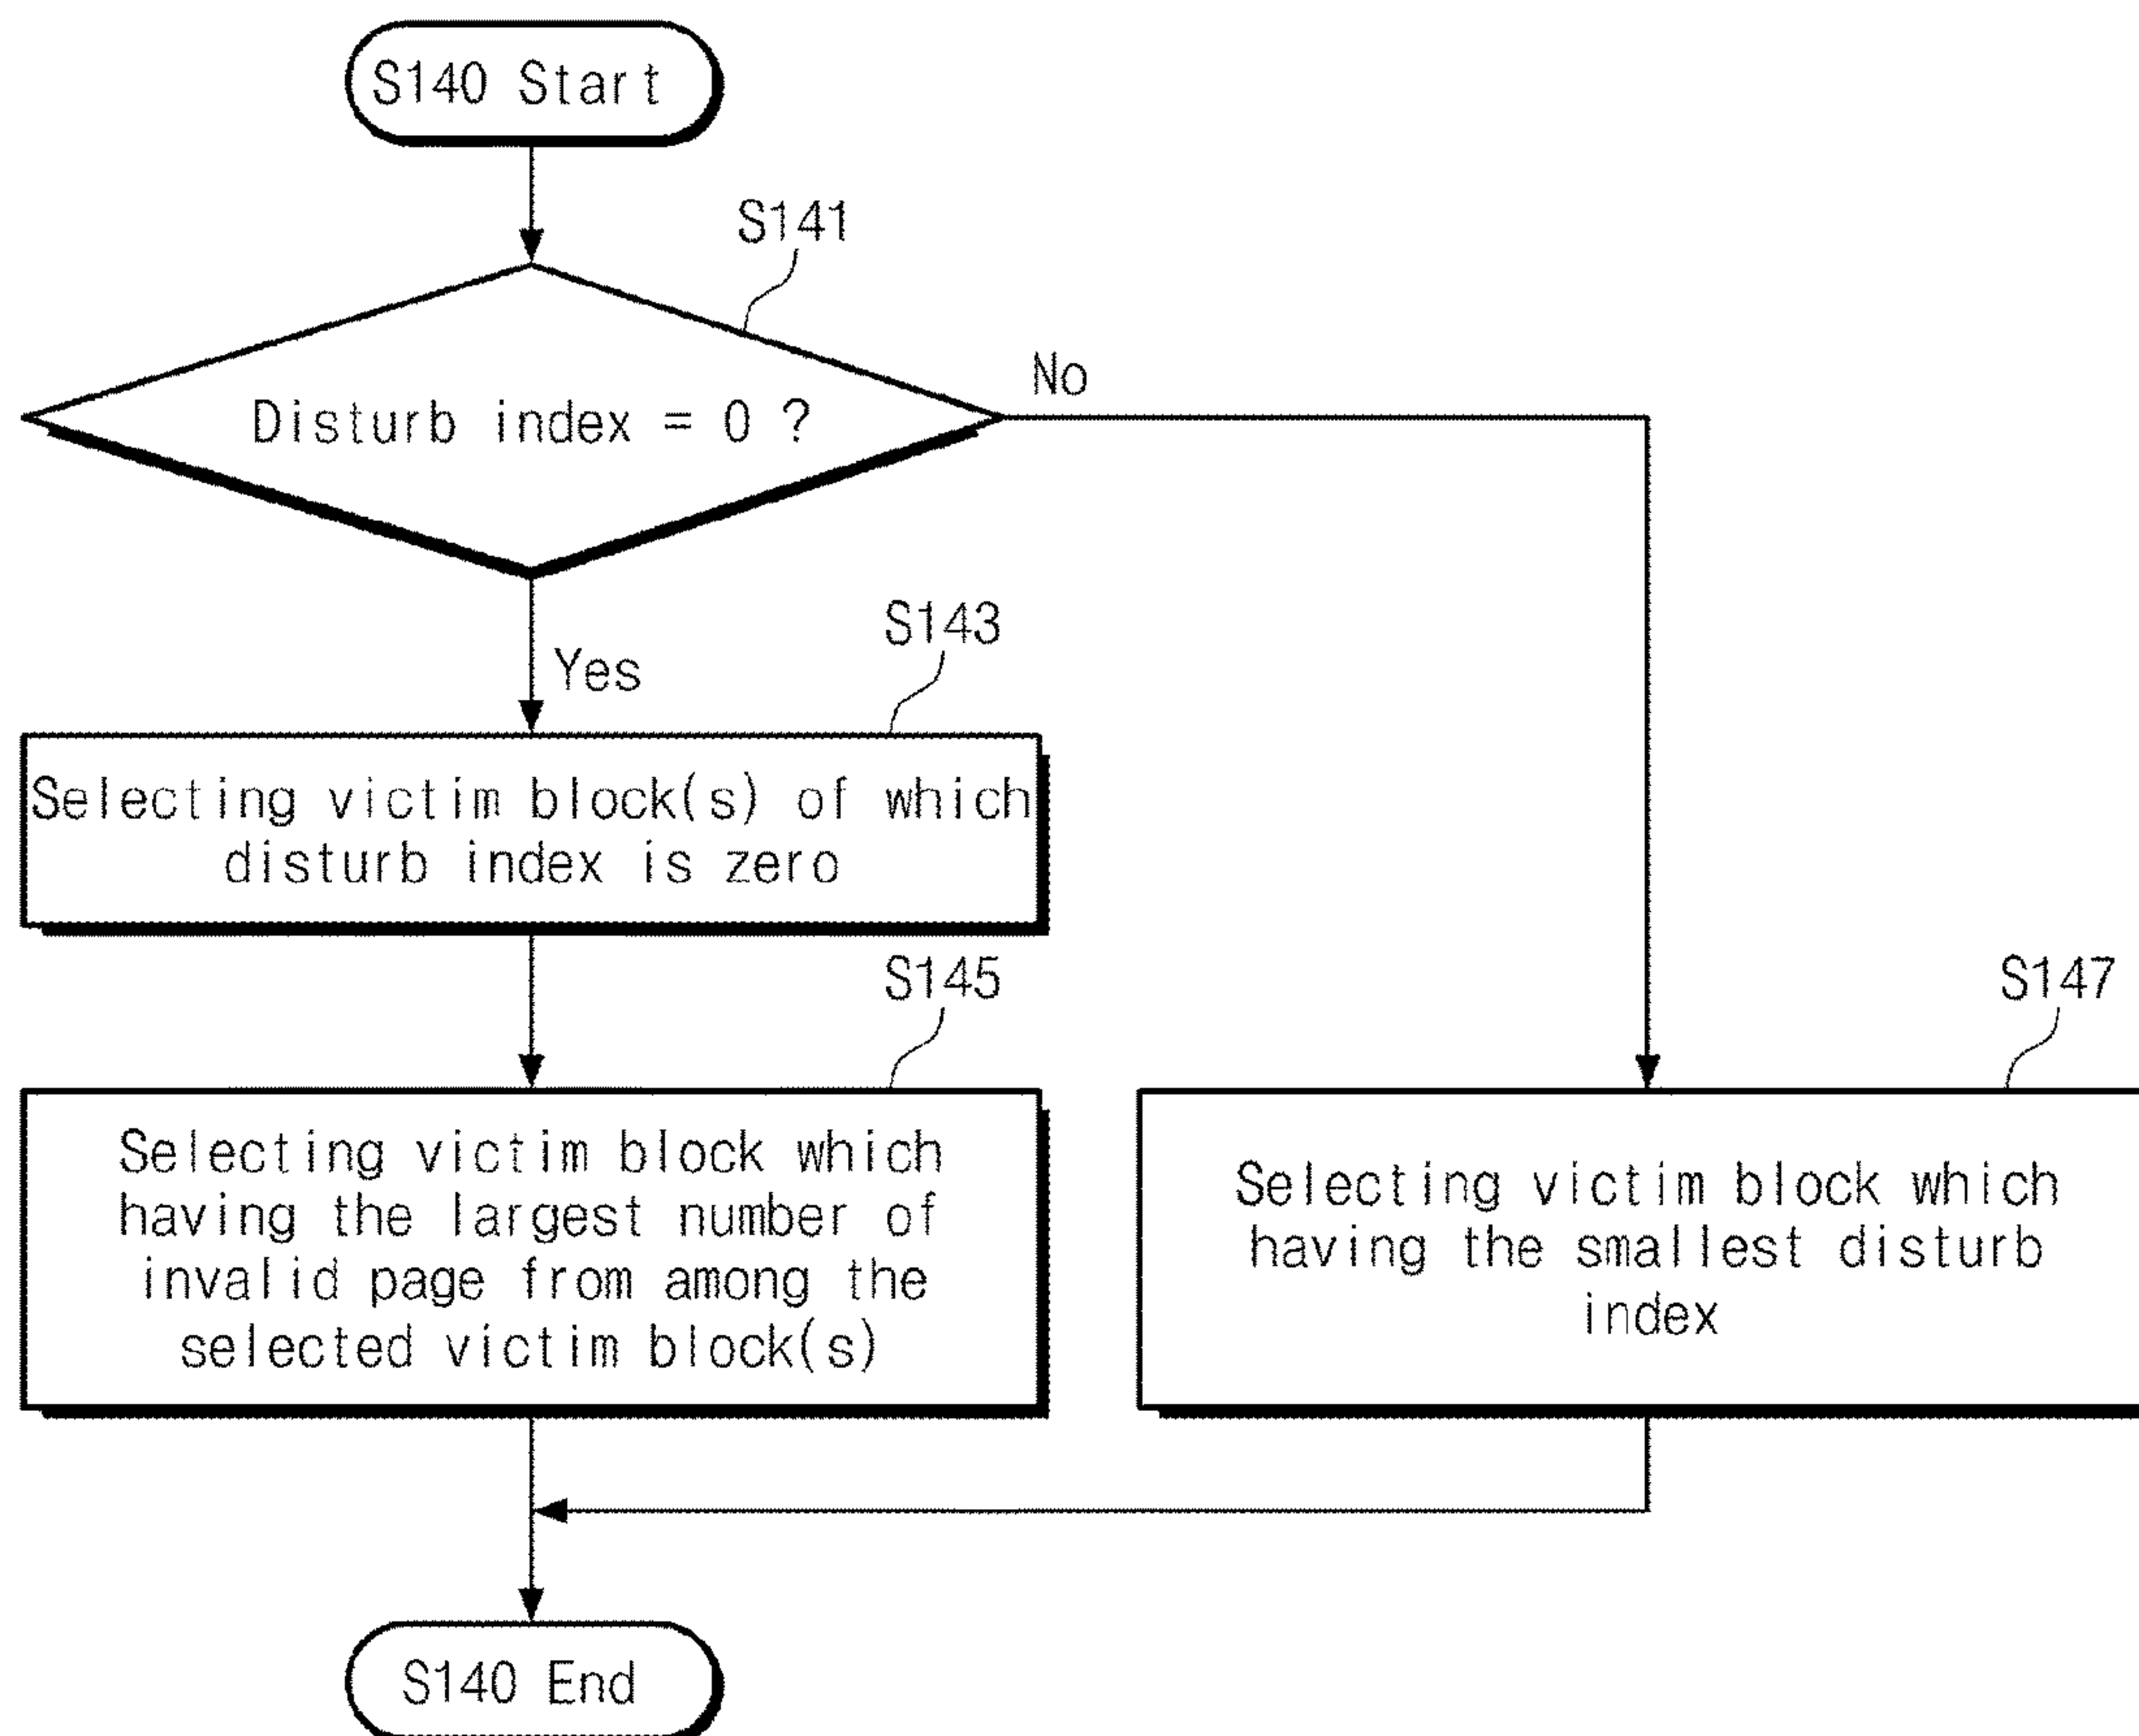 S140 Start
S141
Disturb index = 0 ?
No
Yes
S143
Selecting victim block(s) of which
disturb index is zero
S145
Selecting victim block which
having the largest number of
invalid page from among the
selected victim block(s)
S147
Selecting victim block which
having the smallest disturb
index
S140 End